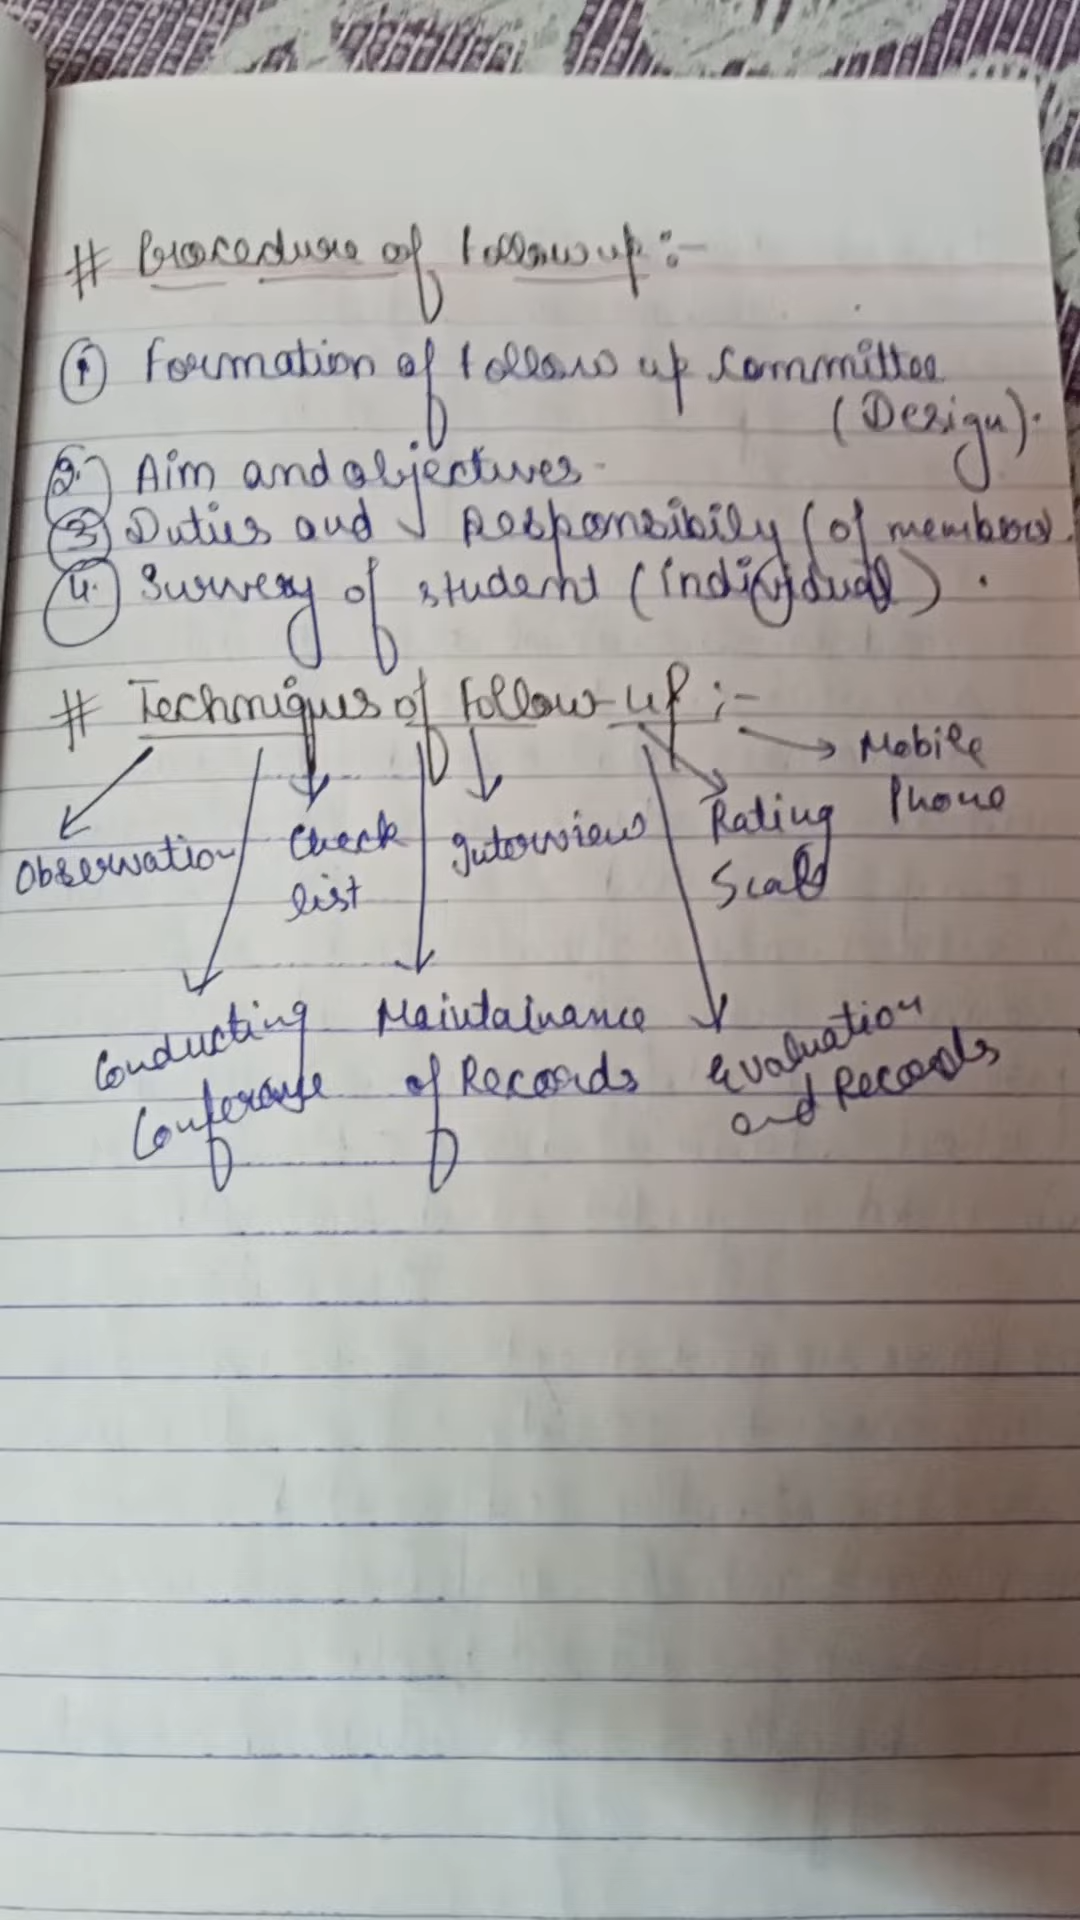 # Procedure of Follow up :-
① Formation of follow up Committee
(Design).
②. Aim and objectives.
③ Duties and Responsibily (of members.
④. Survey of student (individual).
# Techniques of Follow-up :-
Mobile
Phone
Observation
Check
list
Interview
Rating
Scale
Conducting
Conferance
Maintainance
of Records
Evaluation
and Records